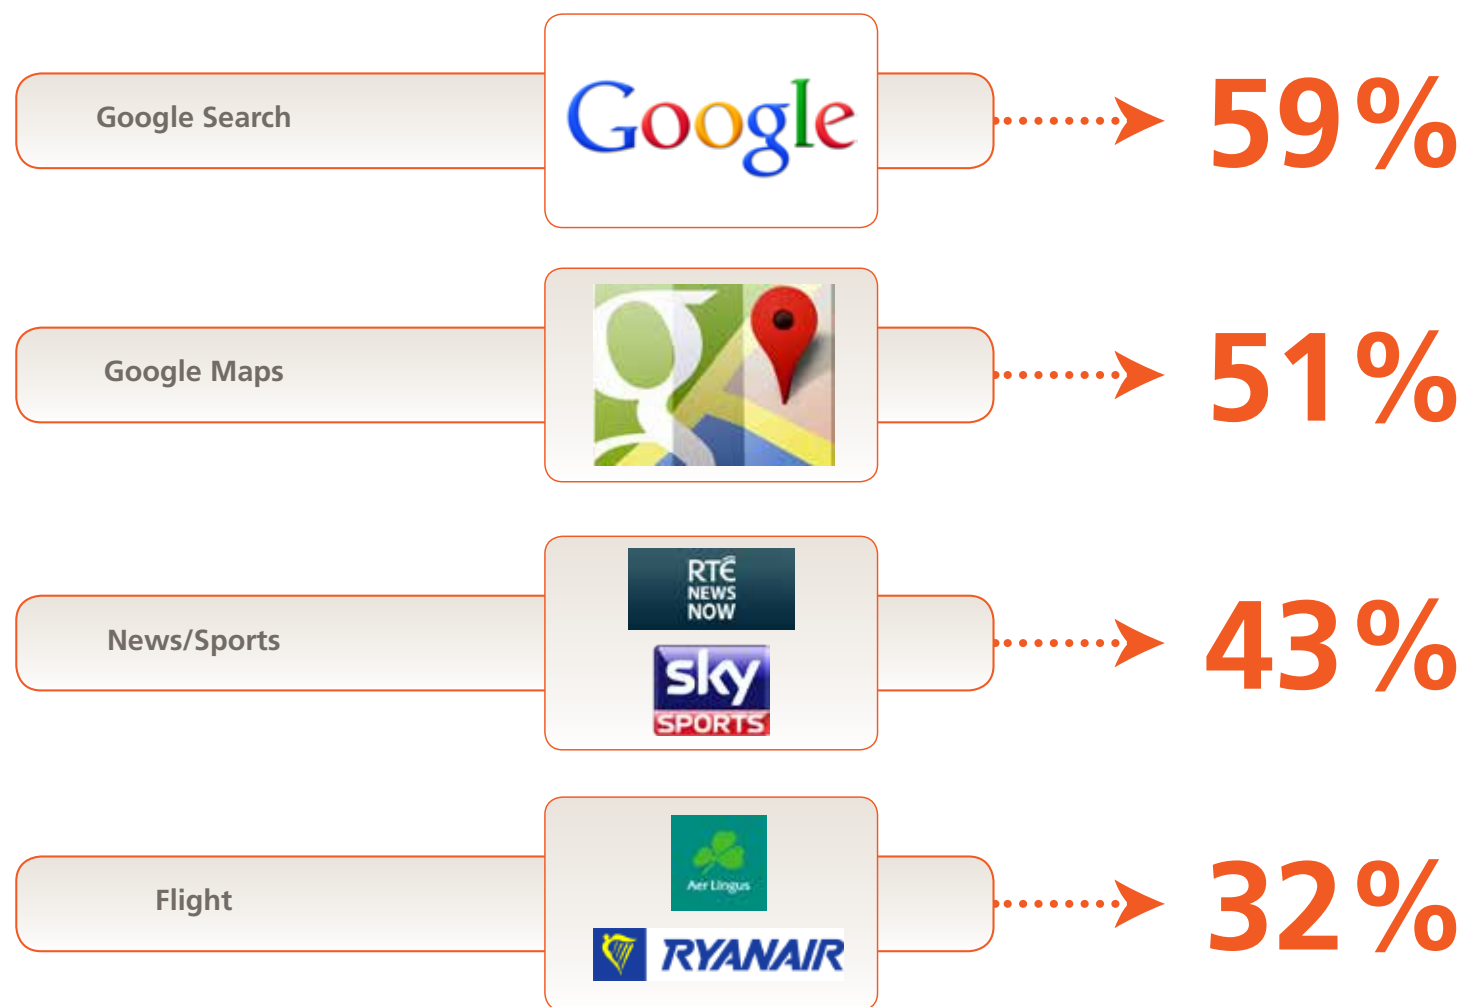 Google Search
Google
59%
Google Maps
g
51%
News/Sports
RTÉ
NEWS
NOW
sky
SPORTS
43%
Flight
Aer Lingus
RYANAIR
32%